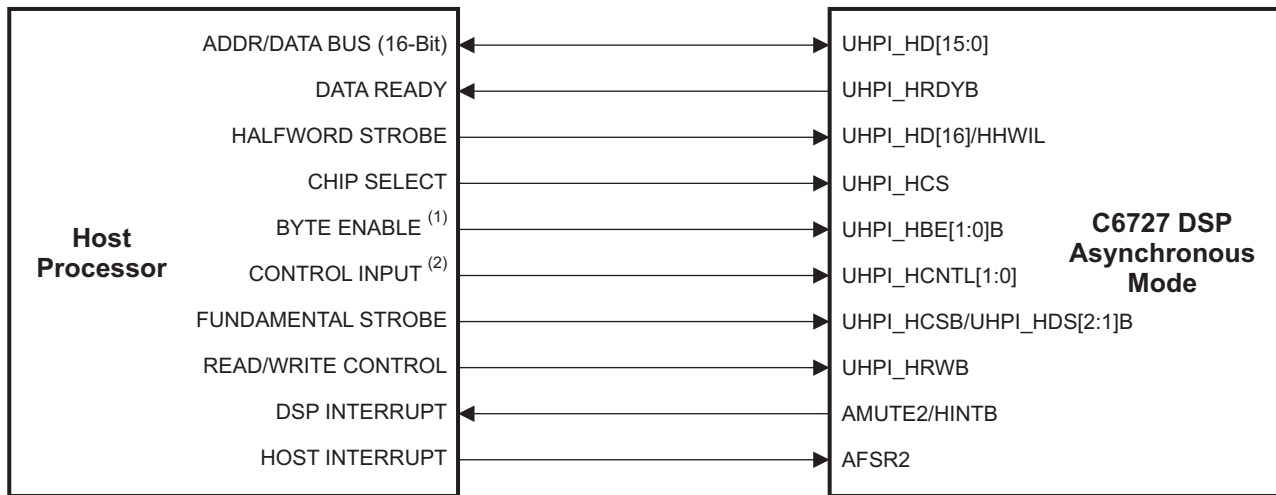 ADDR/DATA BUS (16-Bit) UHPI_HD[15:0]
DATA READY UHPI_HRDYB
HALFWORD STROBE UHPI_HD[16]/HHWIL
CHIP SELECT UHPI_HCS
BYTE ENABLE (1) UHPI_HBE[1:0]B
CONTROL INPUT (2) UHPI_HCNTL[1:0]
FUNDAMENTAL STROBE UHPI_HCSB/UHPI_HDS[2:1]B
READ/WRITE CONTROL UHPI_HRWB
DSP INTERRUPT AMUTE2/HINTB
HOST INTERRUPT AFSR2
Host
Processor
C6727 DSP
Asynchronous
Mode